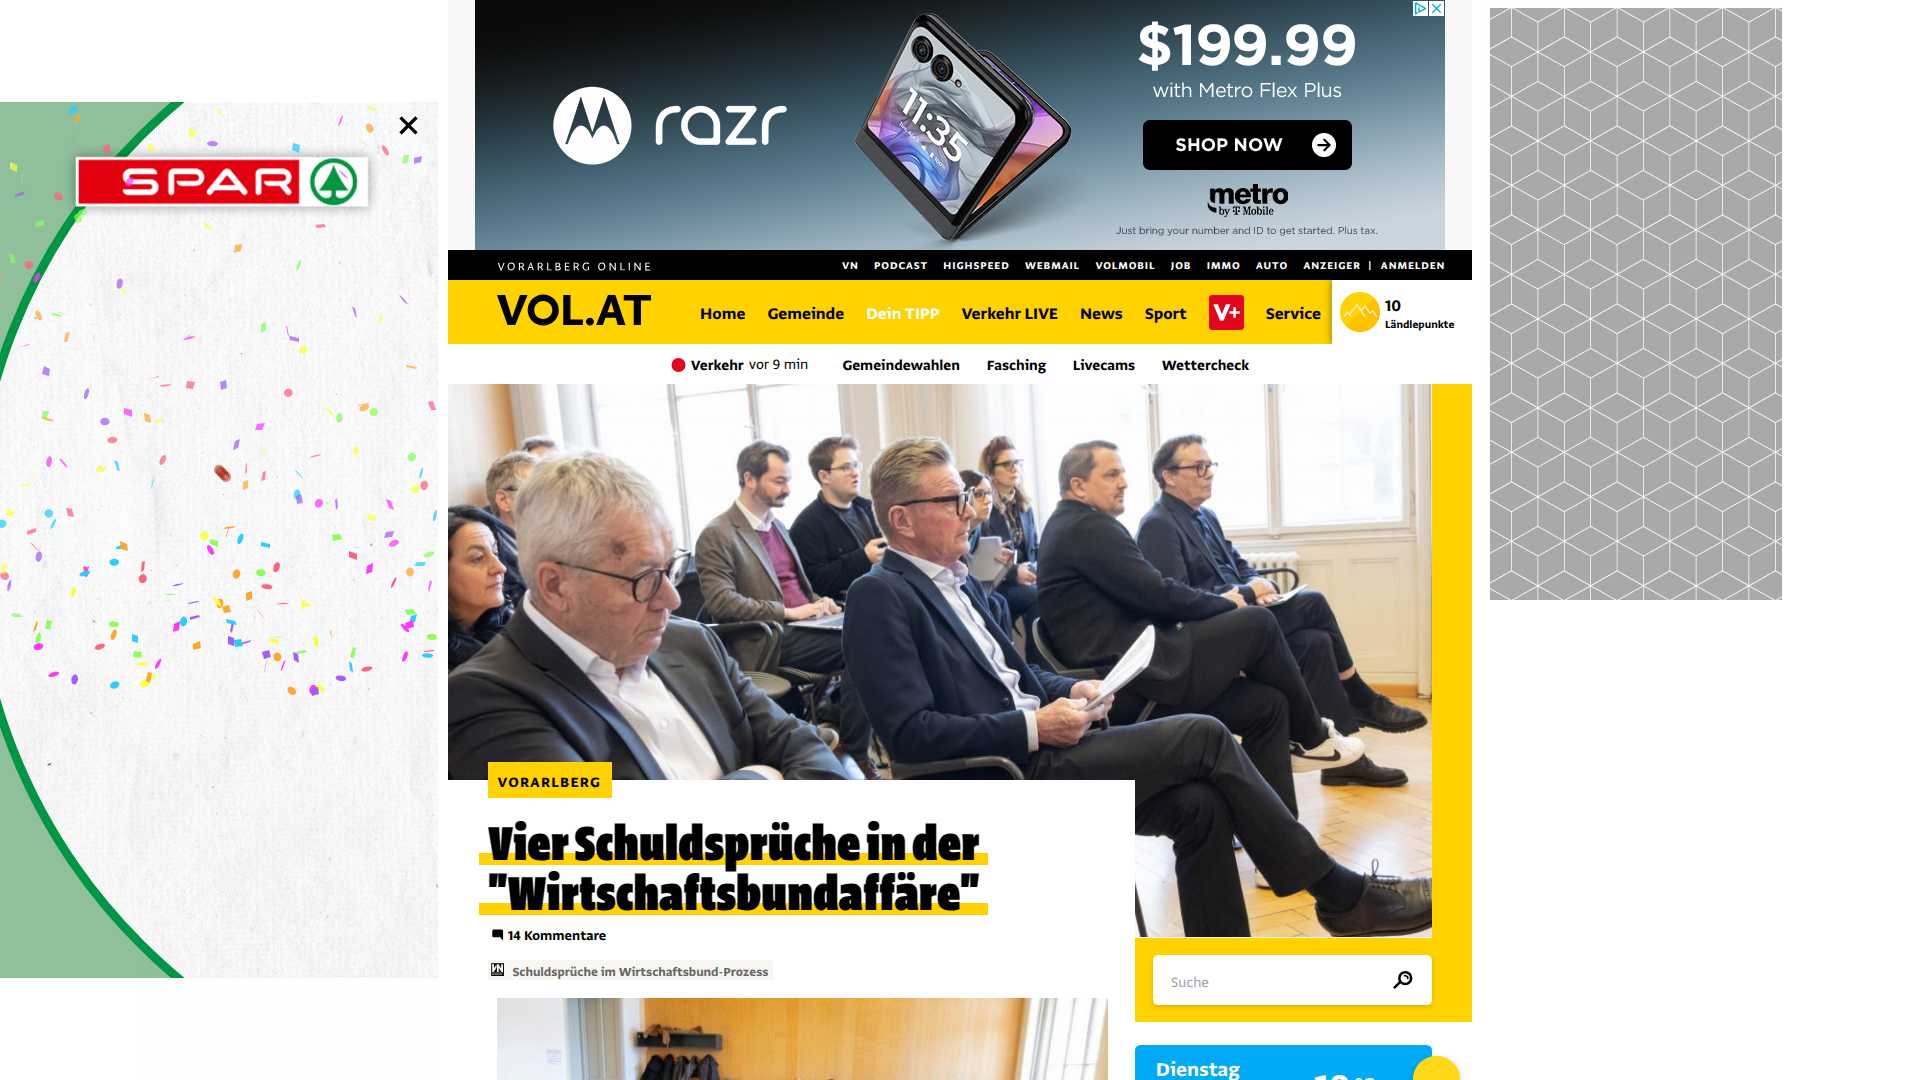 $199.99
with Metro Flex Plus
razr
11:35
SHOP NOW
metro
by T Mobile
Just bring your number and ID to get started. Plus tax.
SPAR
VORARLBERG ONLINE
VN PODCAST HIGHSPEED WEBMAIL VOLMOBIL JOB IMMO AUTO ANZEIGER | ANMELDEN
VOL.AT
Home Gemeinde Dein TIPP Verkehr LIVE News Sport V+ Service
10
Ländlepunkte
Verkehr vor 9 min Gemeindewahlen Fasching Livecams Wettercheck
VORARLBERG
Vier Schuldsprüche in der
"Wirtschaftsbundaffäre"
14 Kommentare
VN Schuldsprüche im Wirtschaftsbund-Prozess
Suche
Dienstag